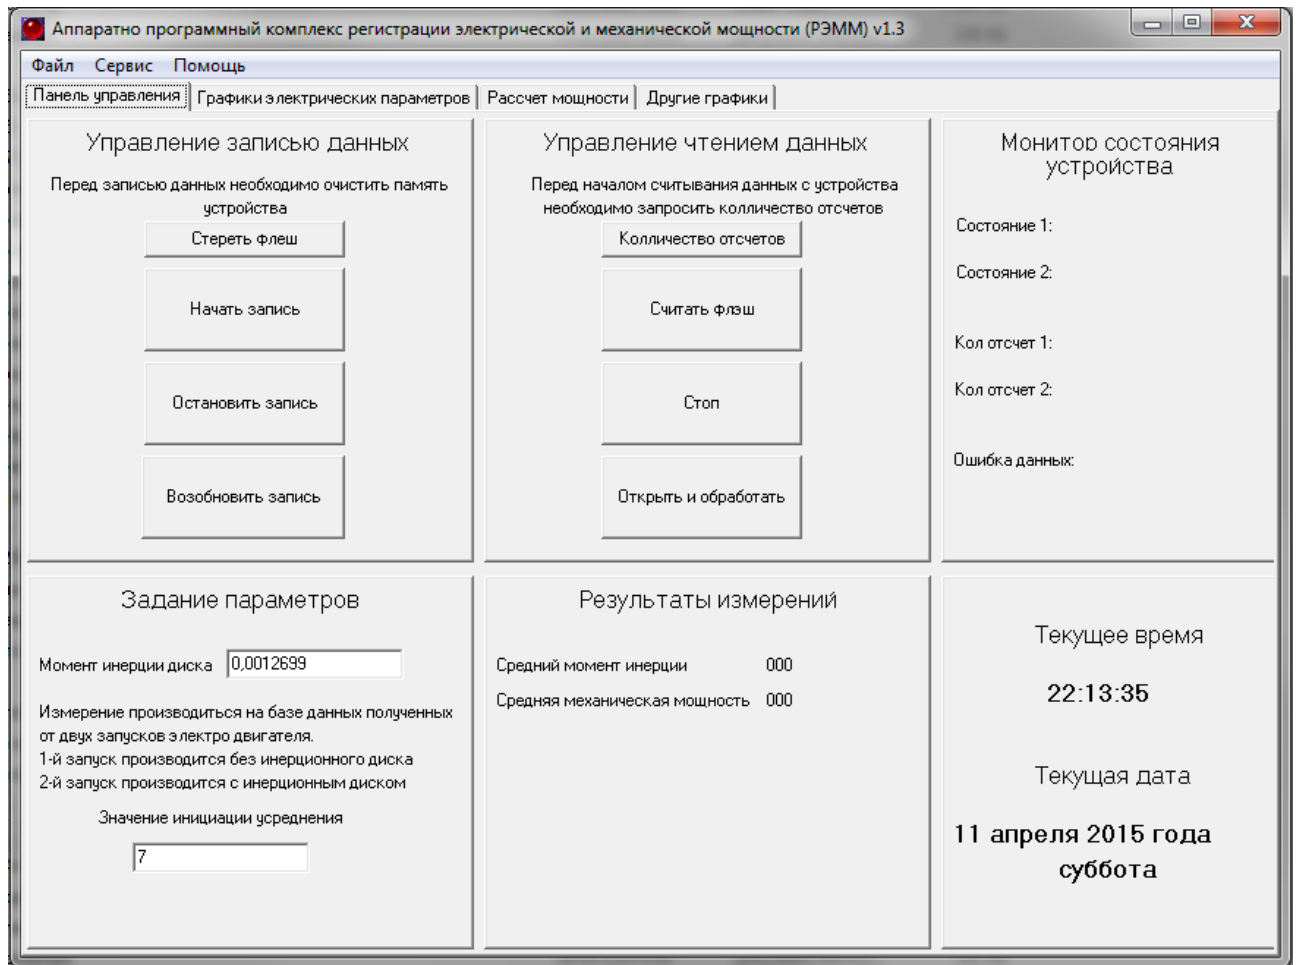 Аппаратно программный комплекс регистрации электрической и механической мощности (РЭММ) v1.3
Файл Сервис Помощь
Панель управления Графики электрических параметров Рассчет мощности Другие графики
Управление записью данных
Перед записью данных необходимо очистить память
устройства
Стереть флеш
Начать запись
Остановить запись
Возобновить запись
Управление чтением данных
Перед началом считывания данных с устройства
необходимо запросить колличество отсчетов
Колличество отсчетов
Считать флэш
Стоп
Открыть и обработать
Монитор состояния
устройства
Состояние 1:
Состояние 2:
Кол отсчет 1:
Кол отсчет 2:
Ошибка данных:
Задание параметров
Момент инерции диска 0,0012699
Измерение производиться на базе данных полученных
от двух запусков электро двигателя.
1-й запуск производится без инерционного диска
2-й запуск производится с инерционным диском
Значение инициации усреднения
7
Результаты измерений
Средний момент инерции 000
Средняя механическая мощность 000
Текущее время
22:13:35
Текущая дата
11 апреля 2015 года
суббота